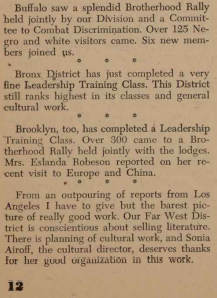 Buffalo saw a splendid Brotherhood Rally
held jointly by our Division and a Commit-
tee to Combat Discrimination. Over 125 Ne-
gro and white visitors came. Six new mem-
bers joined us.
* * *
Bronx District has just completed a very
fine Leadership Training Class. This District
still ranks highest in its classes and general
cultural work.
* * *
Brooklyn, too, has completed a Leadership
Training Class. Over 300 came to a Bro-
therhood Rally held jointly with the lodges.
Mrs. Eslanda Robeson reported on her re-
cent visit to Europe and China.
* * *
From an outpouring of reports from Los
Angeles I have to give but the barest pic-
ture of really good work. Our Far West Dis-
trict is conscientious about selling literature.
There is planning of cultural work, and Sonia
Alroff, the cultural director, deserves thanks
for her good organization in this work.
12